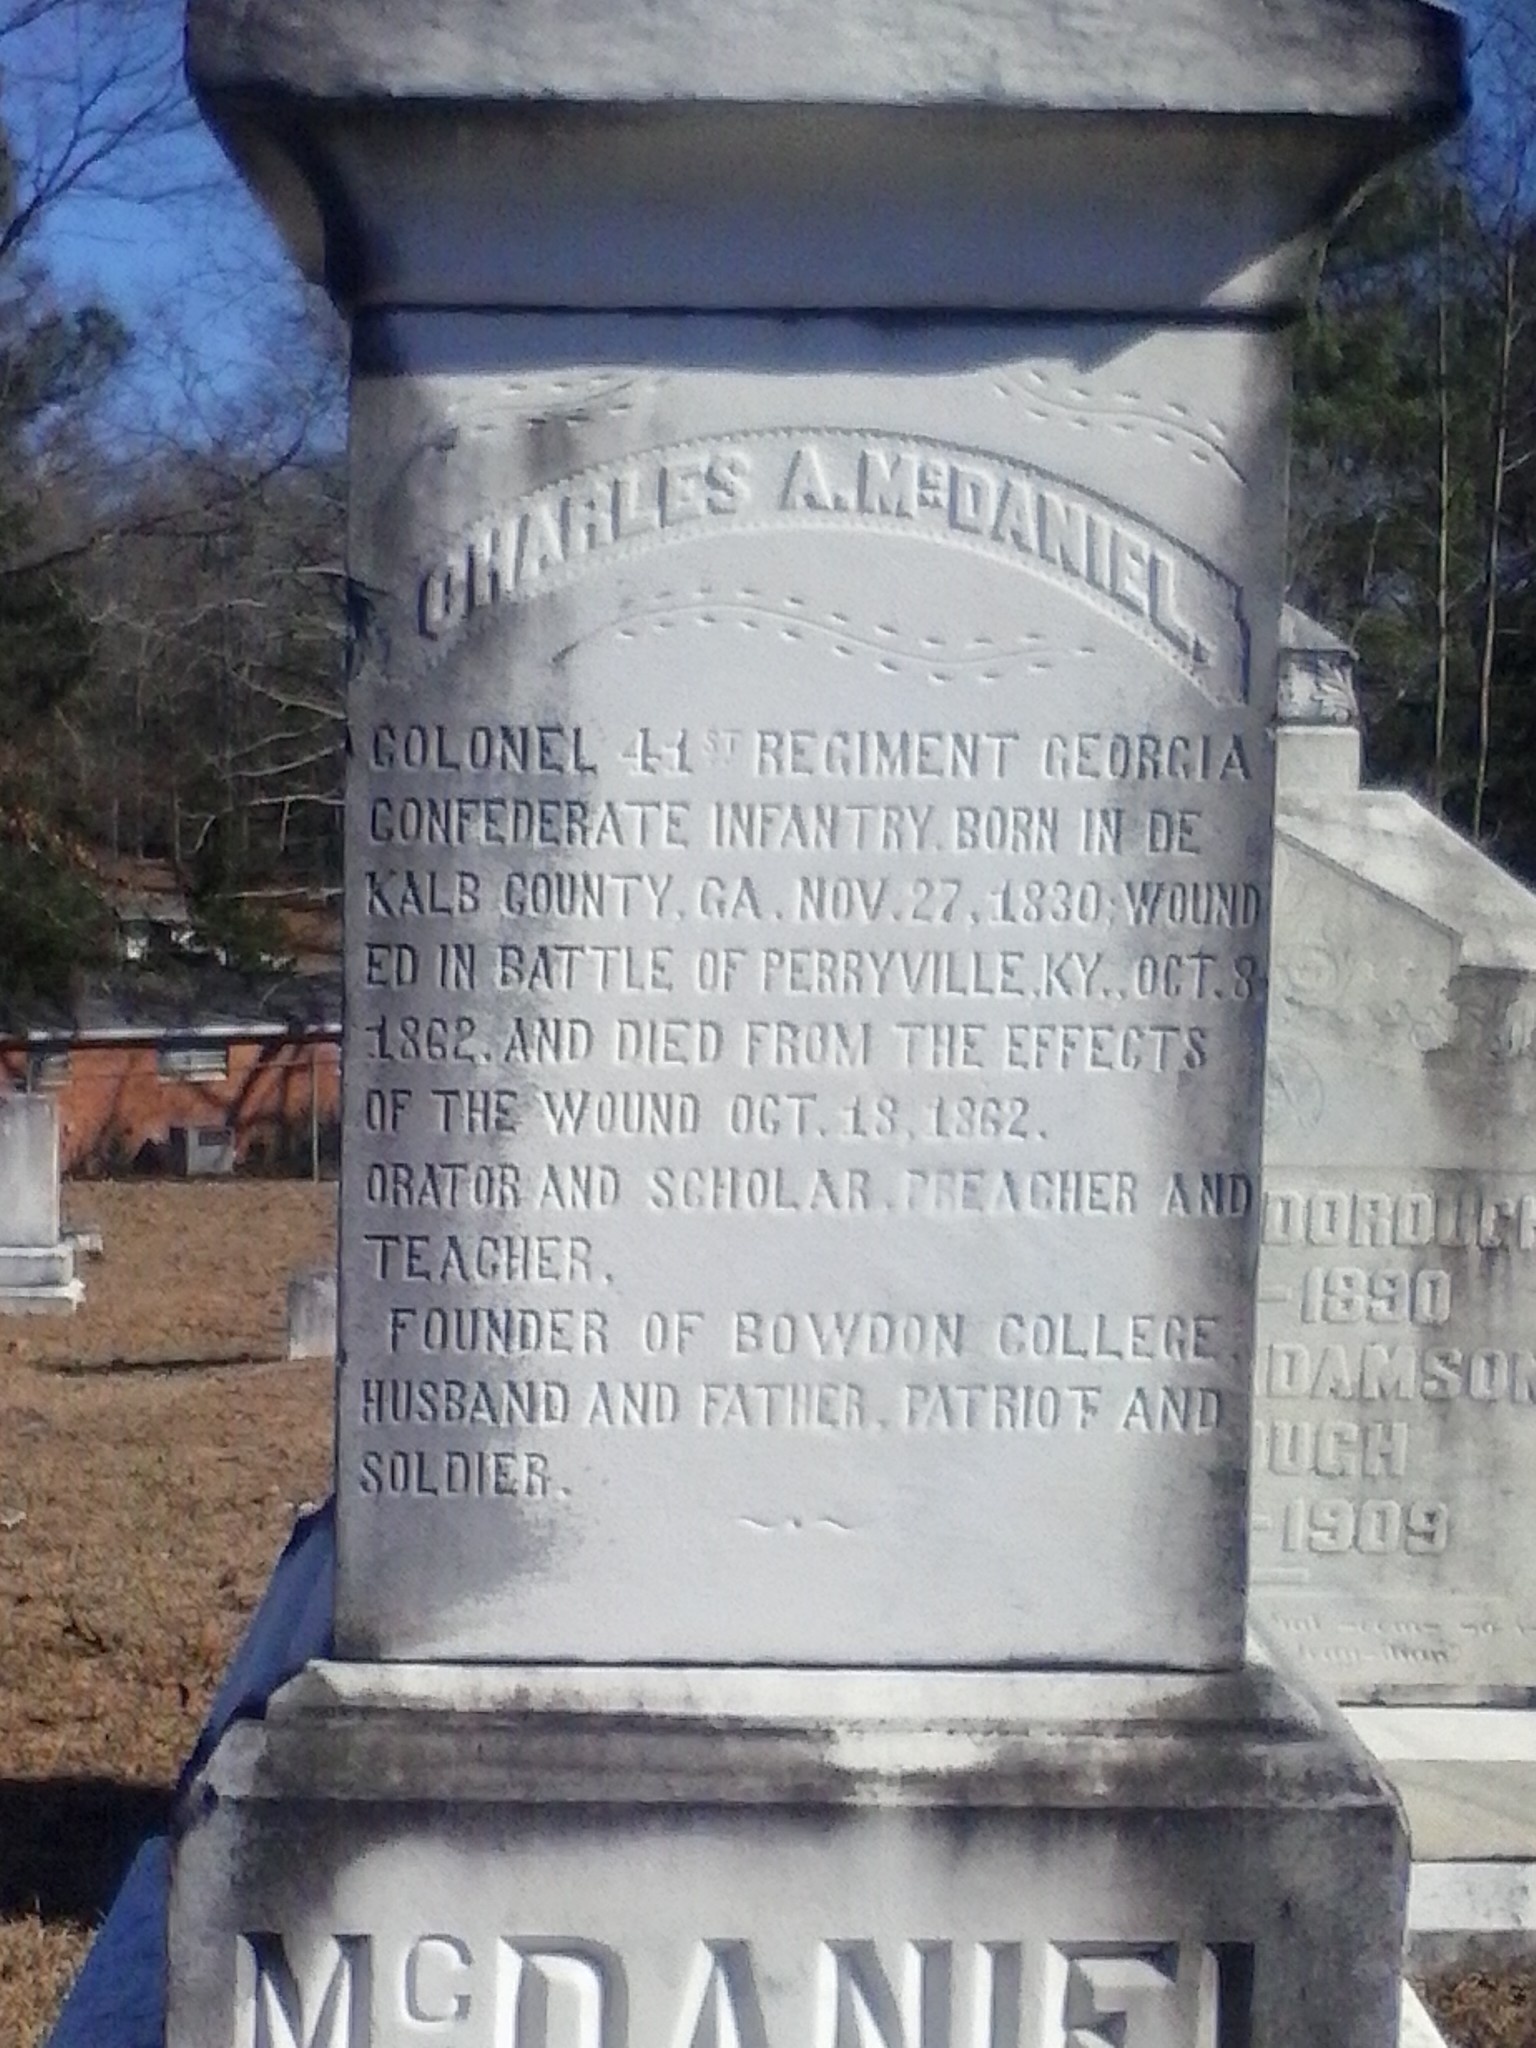 CHARLES A. McDANIEL.
COLONEL 41ST REGIMENT GEORGIA
CONFEDERATE INFANTRY. BORN IN DE
KALB COUNTY, GA. NOV. 27, 1830; WOUND
ED IN BATTLE OF PERRYVILLE, KY., OCT. 8
1862. AND DIED FROM THE EFFECTS
OF THE WOUND OCT. 18, 1862.
ORATOR AND SCHOLAR, PREACHER AND
TEACHER.
FOUNDER OF BOWDON COLLEGE,
HUSBAND AND FATHER, PATRIOT AND
SOLDIER.
McDANIEL
DOROUGH
-1890
DAMSON
OUGH
-1909